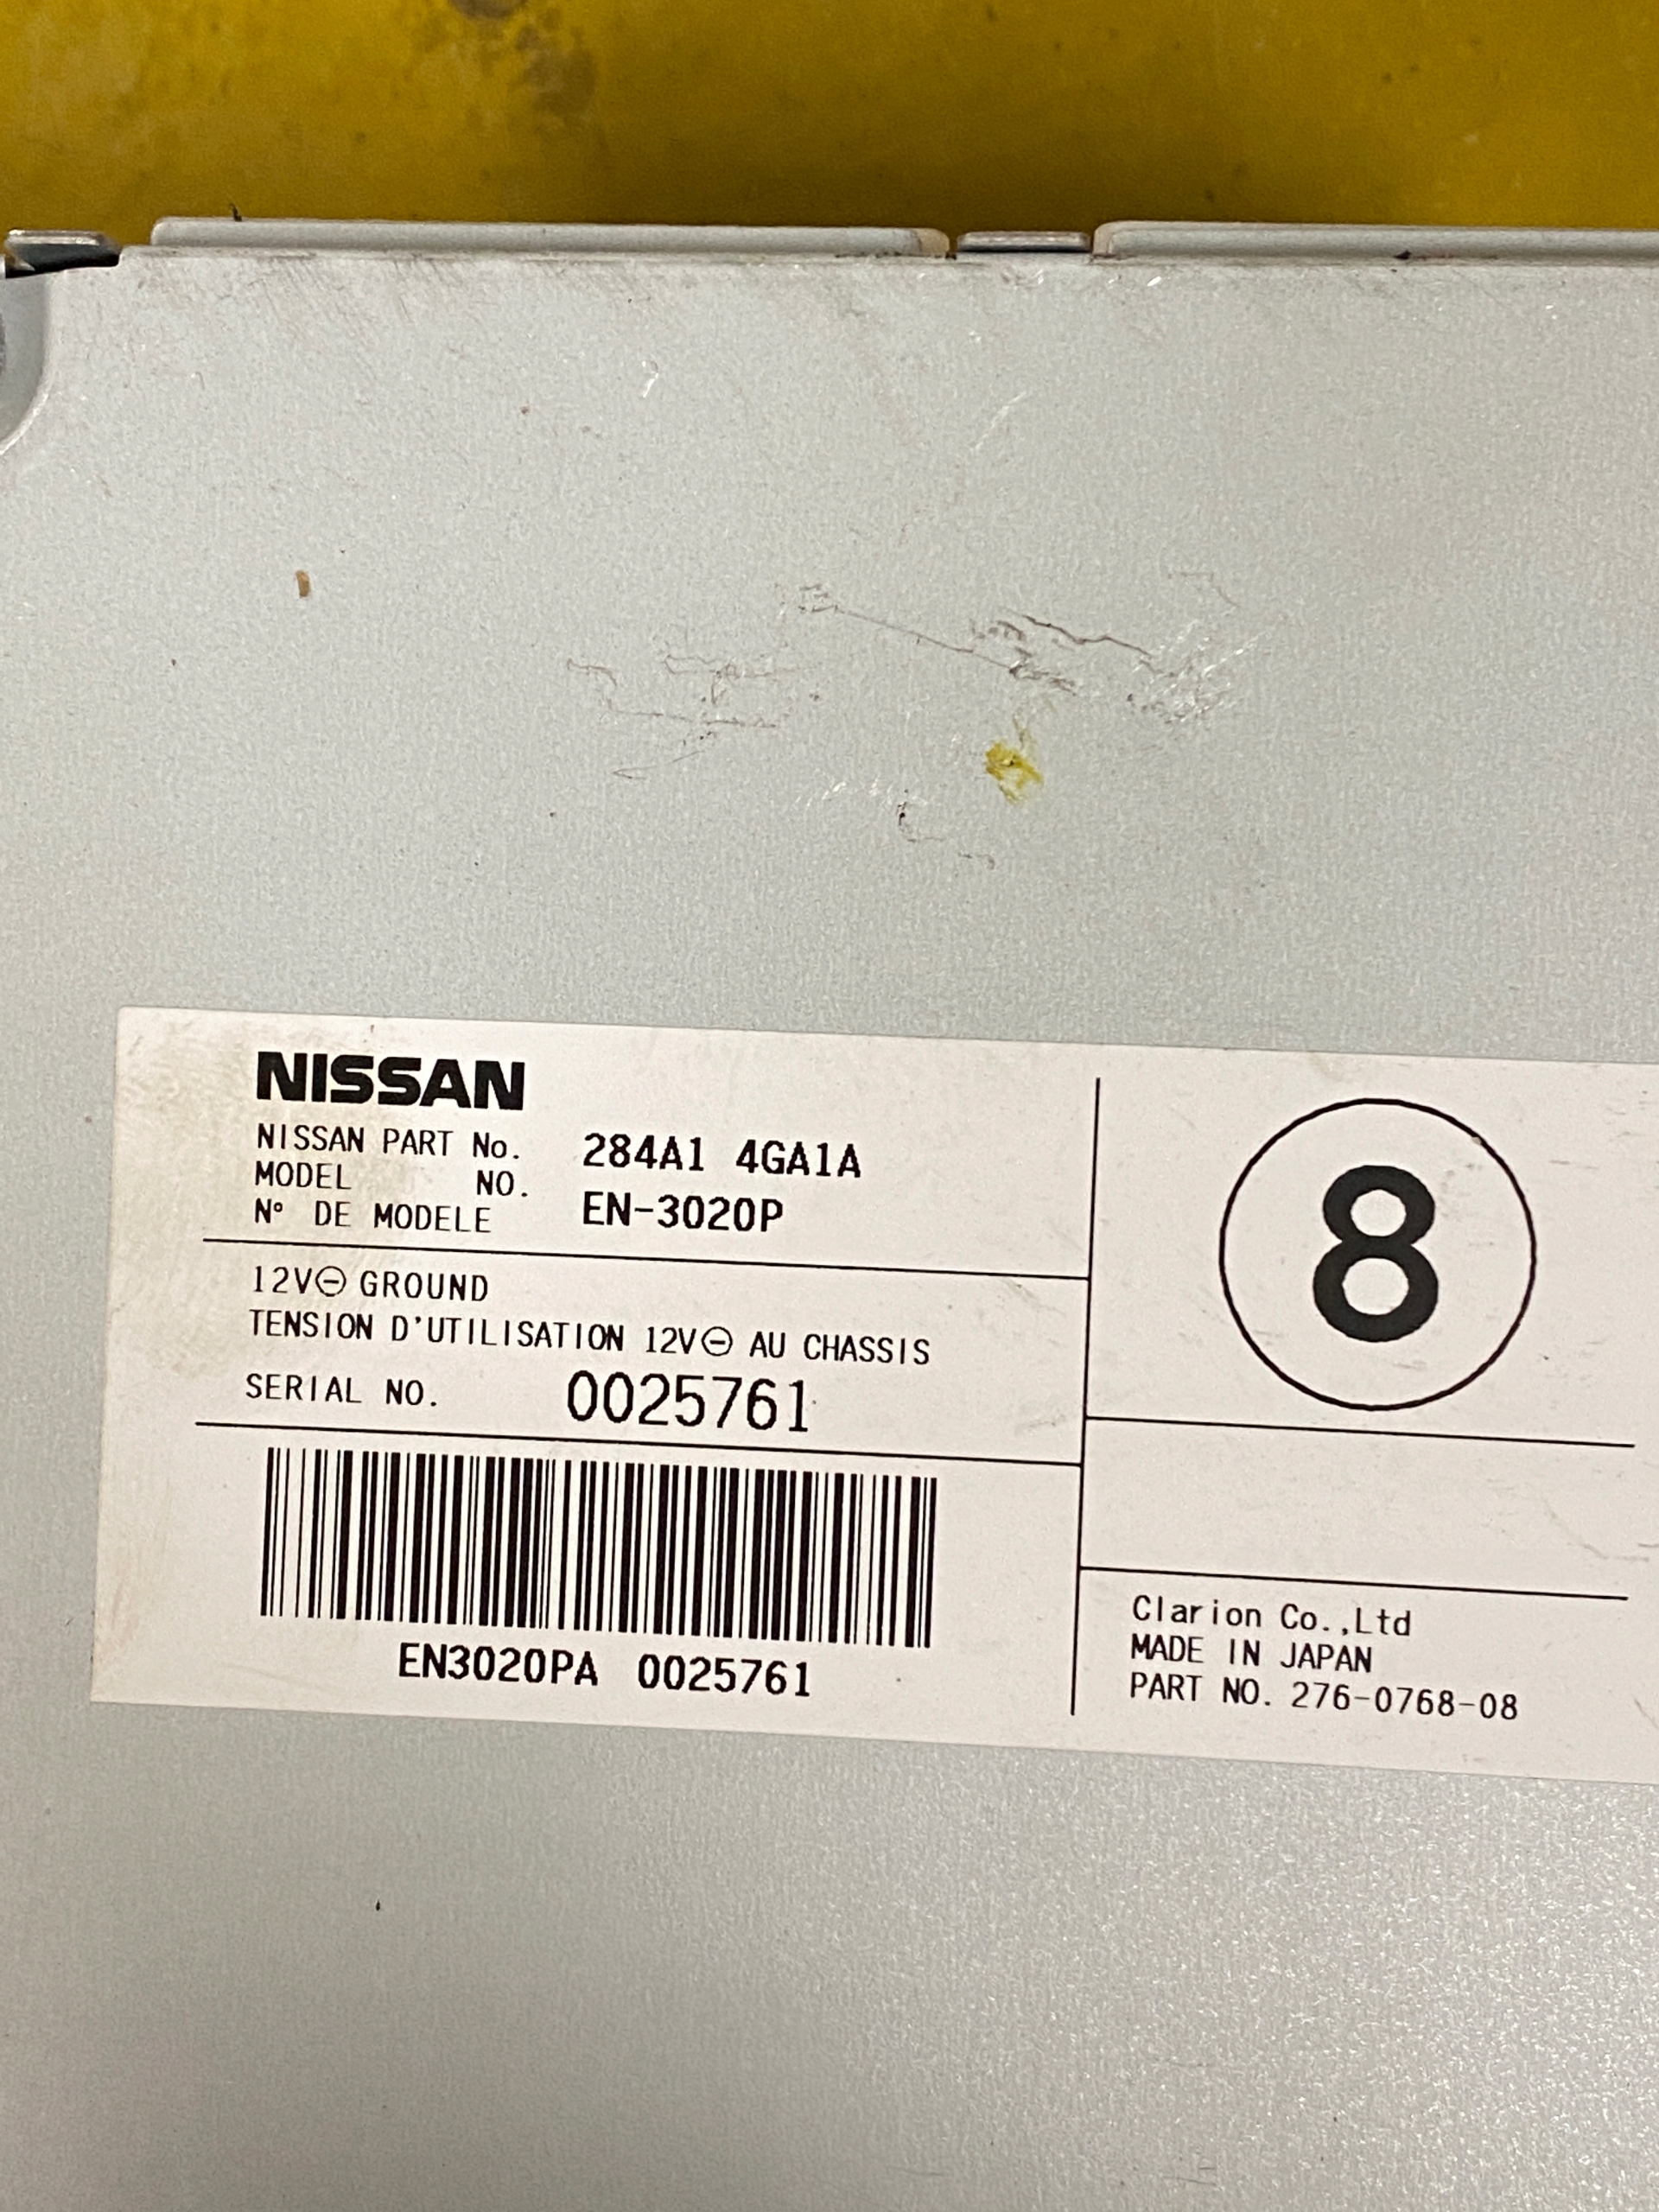 NISSAN
NISSAN PART No. 284A1 4GA1A
MODEL NO. EN-3020P
N° DE MODELE
12V⊖ GROUND
TENSION D'UTILISATION 12V⊖ AU CHASSIS
SERIAL NO. 0025761
EN3020PA 0025761
8
Clarion Co.,Ltd
MADE IN JAPAN
PART NO. 276-0768-08